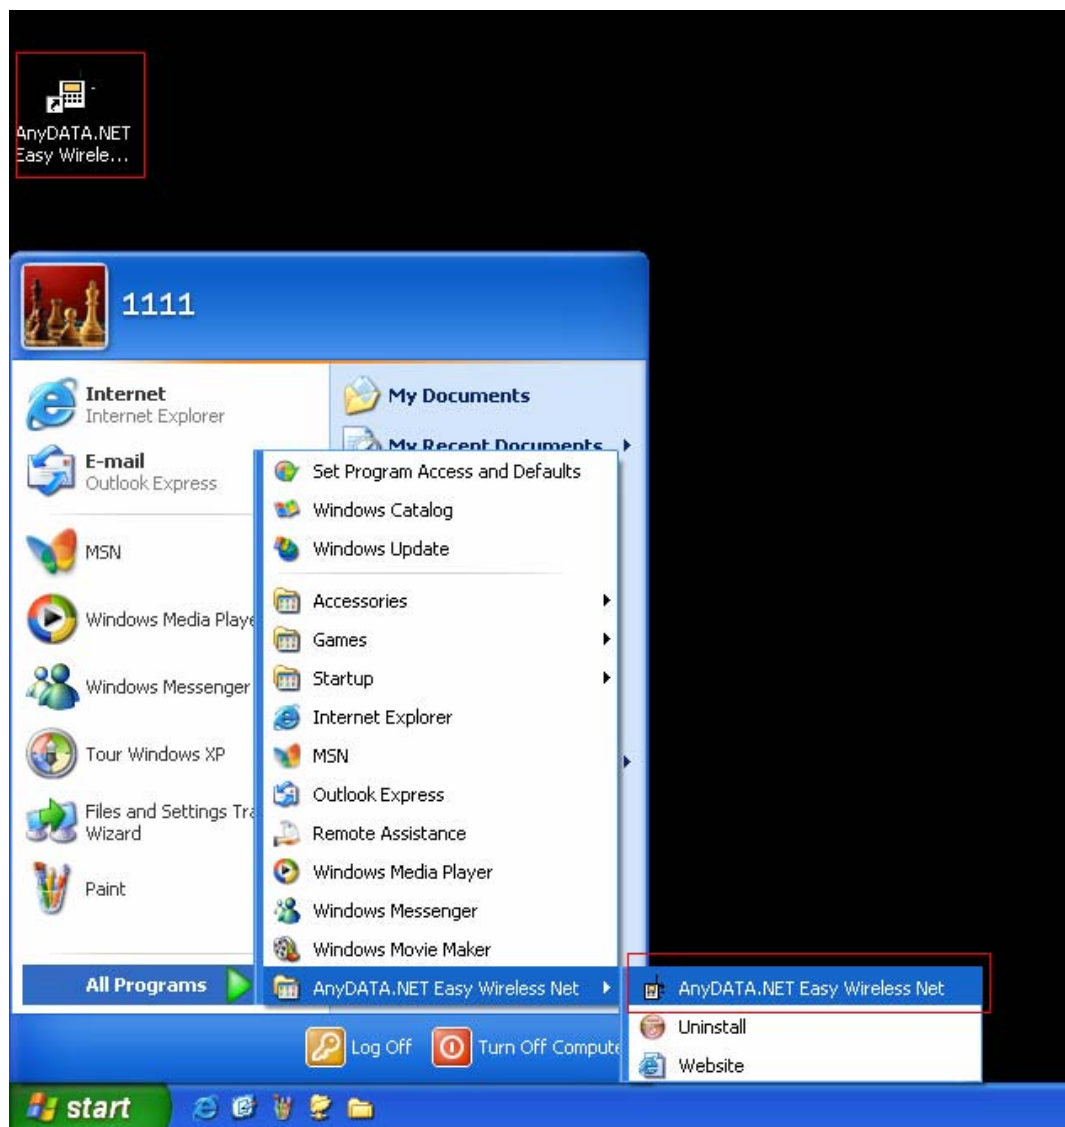 AnyDATA.NET
Easy Wirele...
1111
Internet
Internet Explorer
E-mail
Outlook Express
MSN
Windows Media Playe
Windows Messenger
Tour Windows XP
Files and Settings Tra
Wizard
Paint
All Programs
My Documents
My Recent Documents
Set Program Access and Defaults
Windows Catalog
Windows Update
Accessories
Games
Startup
Internet Explorer
MSN
Outlook Express
Remote Assistance
Windows Media Player
Windows Messenger
Windows Movie Maker
AnyDATA.NET Easy Wireless Net
AnyDATA.NET Easy Wireless Net
Uninstall
Website
Log Off
Turn Off Compute
start